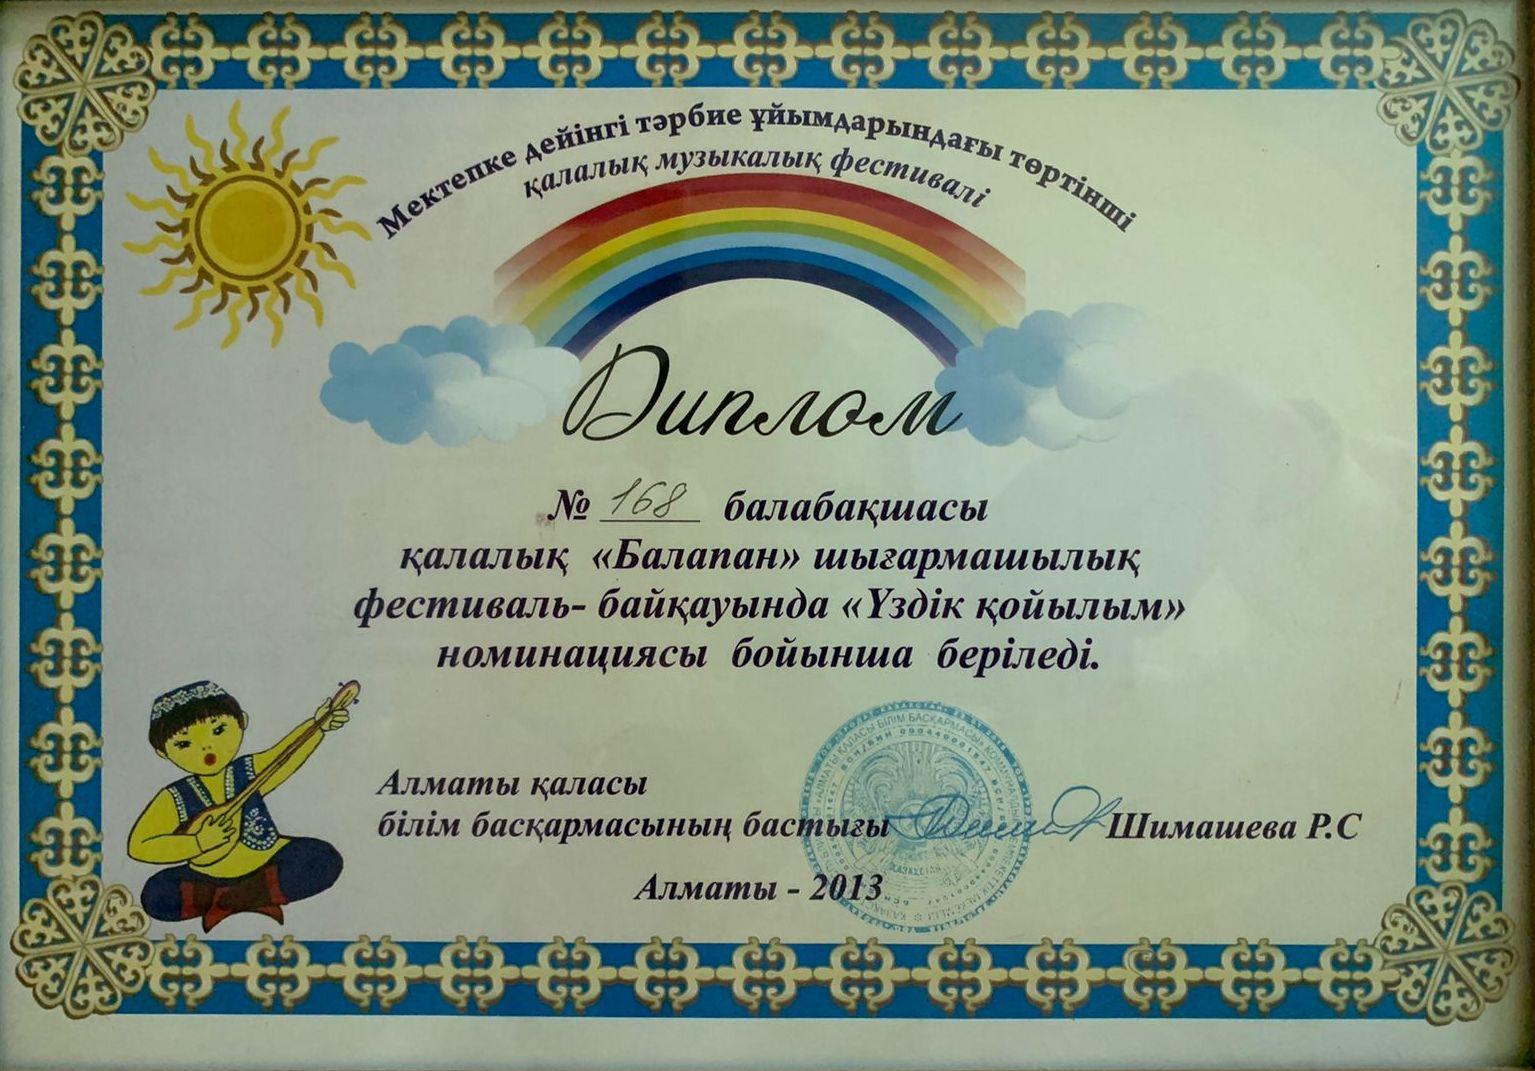 Мектепке дейінгі тәрбие ұйымдарындағы төртінші
қалалық музыкалық фестивалі
Диплом
№ 168 балабақшасы
қалалық «Балапан» шығармашылық
фестиваль- байқауында «Үздік қойылым»
номинациясы бойынша беріледі.
Алматы қаласы
білім басқармасының бастығы Шимашева Р.С
Алматы - 2013